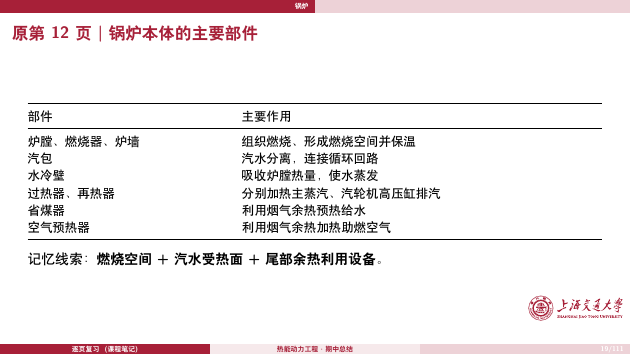 锅炉
原第 12 页 | 锅炉本体的主要部件
部件 主要作用
炉膛、燃烧器、炉墙 组织燃烧、形成燃烧空间并保温
汽包 汽水分离，连接循环回路
水冷壁 吸收炉膛热量，使水蒸发
过热器、再热器 分别加热主蒸汽、汽轮机高压缸排汽
省煤器 利用烟气余热预热给水
空气预热器 利用烟气余热加热助燃空气
记忆线索：燃烧空间 + 汽水受热面 + 尾部余热利用设备。
上海交通大学
SHANGHAI JIAO TONG UNIVERSITY
逐页复习（课程笔记） 热能动力工程 · 期中总结